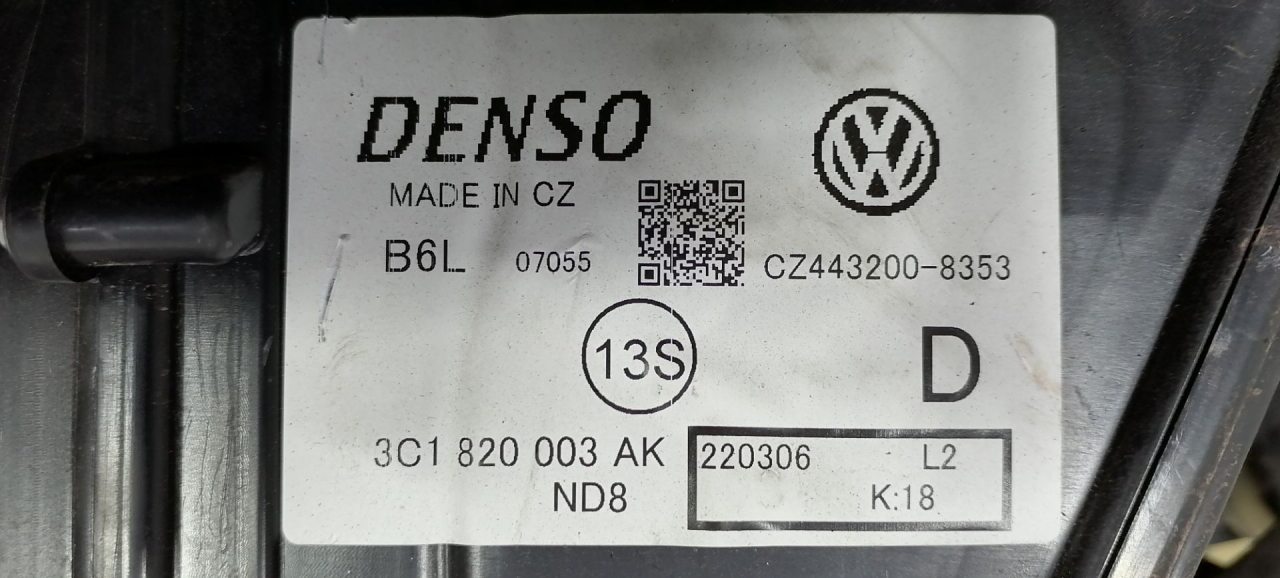 DENSO
MADE IN CZ
B6L 07055
CZ443200-8353
13S
D
3C1 820 003 AK
ND8
220306 L2
K:18